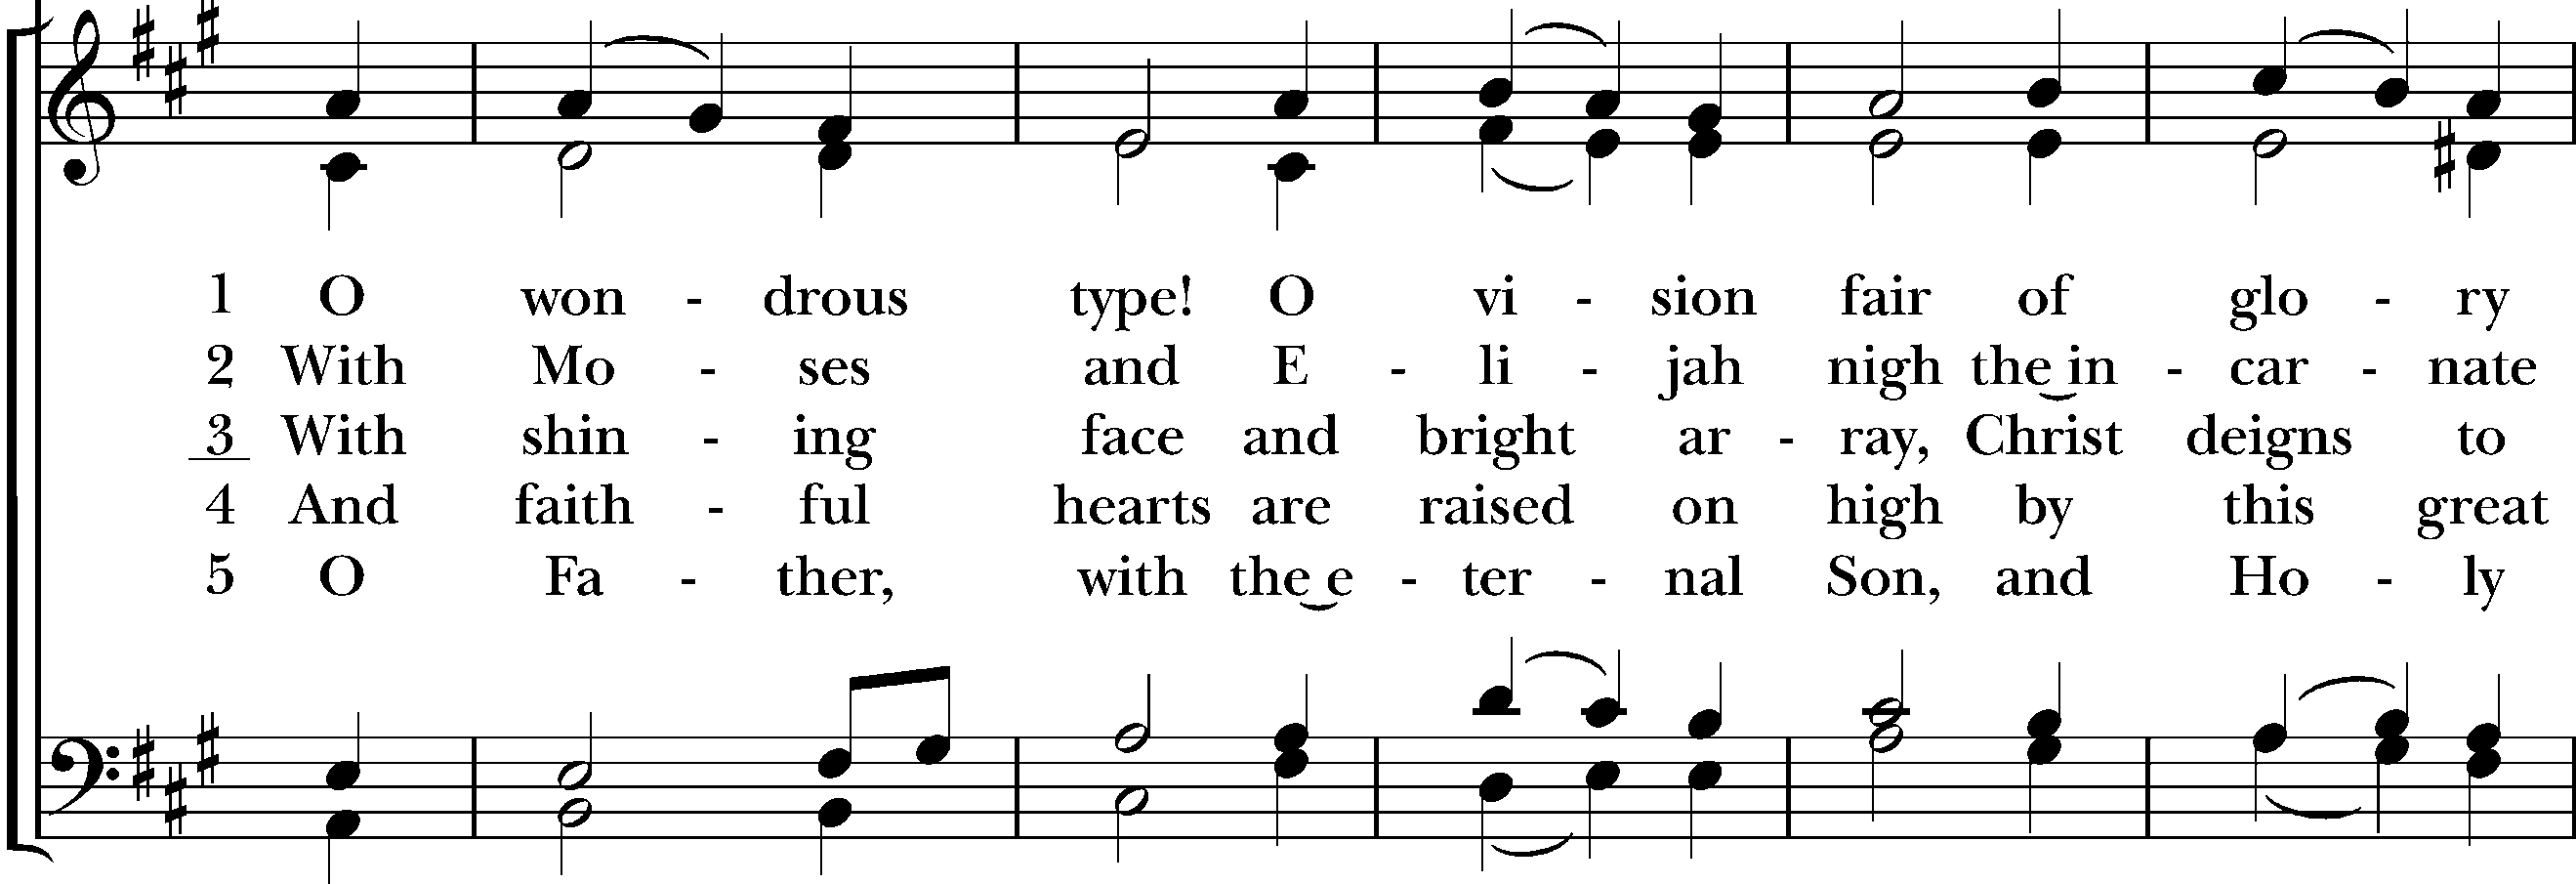 1 O won - drous type! O vi - sion fair of glo - ry
2 With Mo - ses and E - li - jah nigh the‿in - car - nate
3 With shin - ing face and bright ar - ray, Christ deigns to
4 And faith - ful hearts are raised on high by this great
5 O Fa - ther, with the‿e - ter - nal Son, and Ho - ly